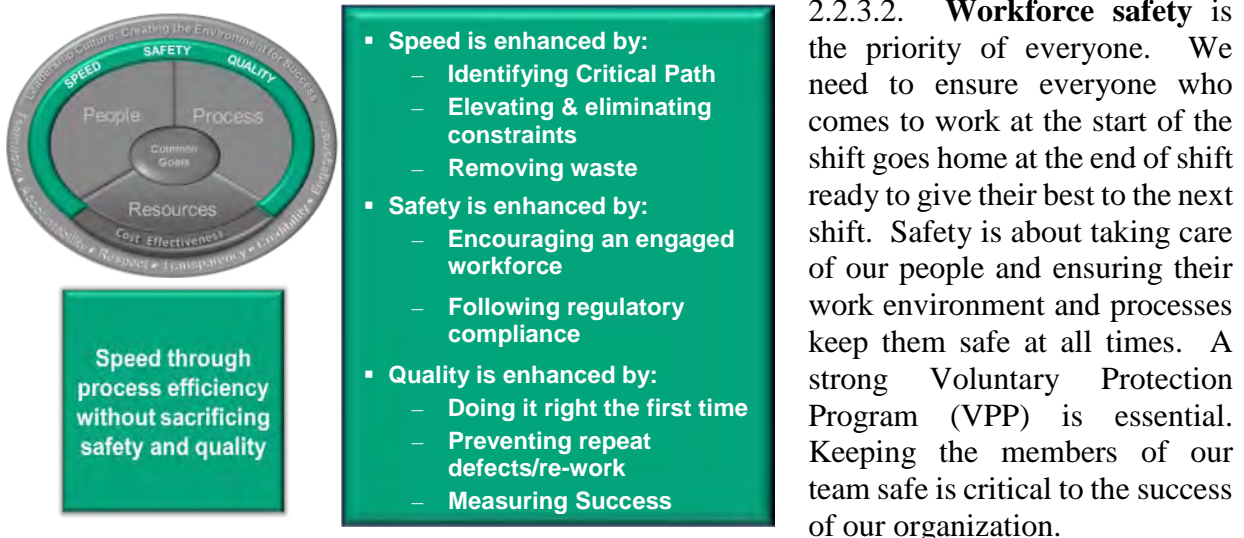 Leadership Culture: Creating the Environment for Success
SPEED
SAFETY
QUALITY
People
Process
Common
Goals
Resources
Cost Effectiveness
Teamwork • Accountability • Respect • Transparency • Credibility • Engagement
Speed through
process efficiency
without sacrificing
safety and quality
▪ Speed is enhanced by:
– Identifying Critical Path
– Elevating & eliminating
constraints
– Removing waste
▪ Safety is enhanced by:
– Encouraging an engaged
workforce
– Following regulatory
compliance
▪ Quality is enhanced by:
– Doing it right the first time
– Preventing repeat
defects/re-work
– Measuring Success
2.2.3.2. Workforce safety is
the priority of everyone. We
need to ensure everyone who
comes to work at the start of the
shift goes home at the end of shift
ready to give their best to the next
shift. Safety is about taking care
of our people and ensuring their
work environment and processes
keep them safe at all times. A
strong Voluntary Protection
Program (VPP) is essential.
Keeping the members of our
team safe is critical to the success
of our organization.